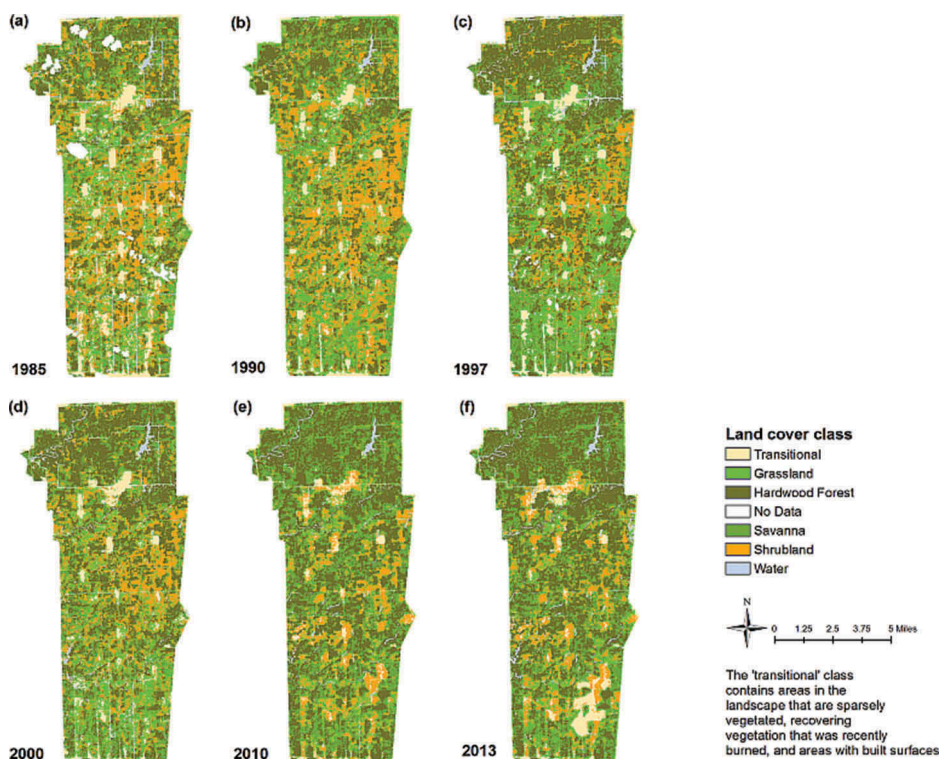 (a)
(b)
(c)
1985
1990
1997
(d)
(e)
(f)
2000
2010
2013
Land cover class
Transitional
Grassland
Hardwood Forest
No Data
Savanna
Shrubland
Water
N
0 1.25 2.5 3.75 5 Miles
The 'transitional' class
contains areas in the
landscape that are sparsely
vegetated, recovering
vegetation that was recently
burned, and areas with built surfaces